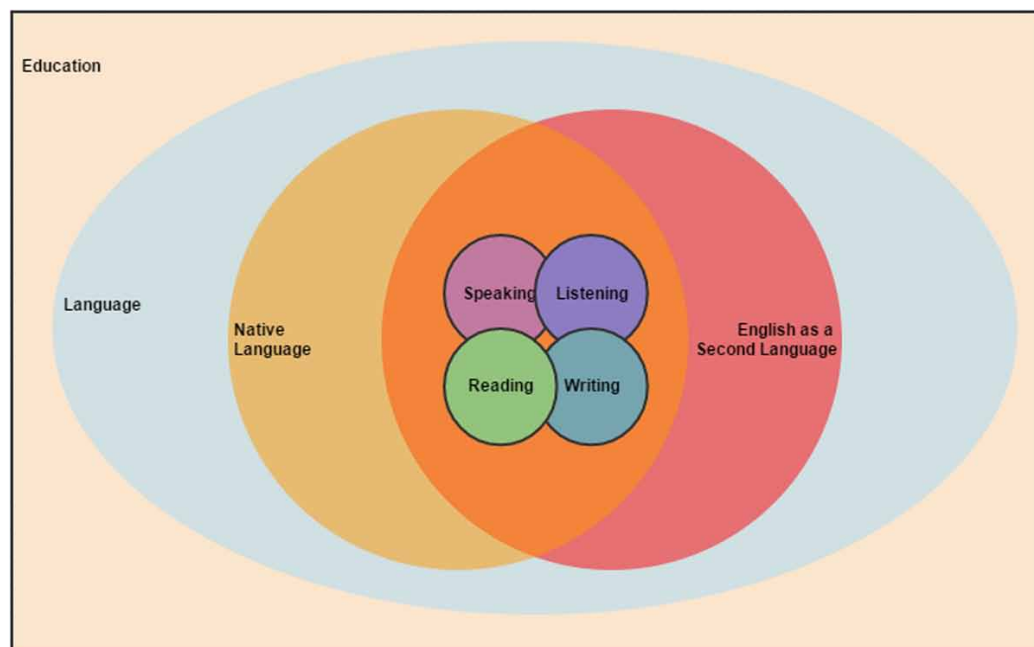 Education
Language
Native
Language
Speaking
Listening
Reading
Writing
English as a
Second Language